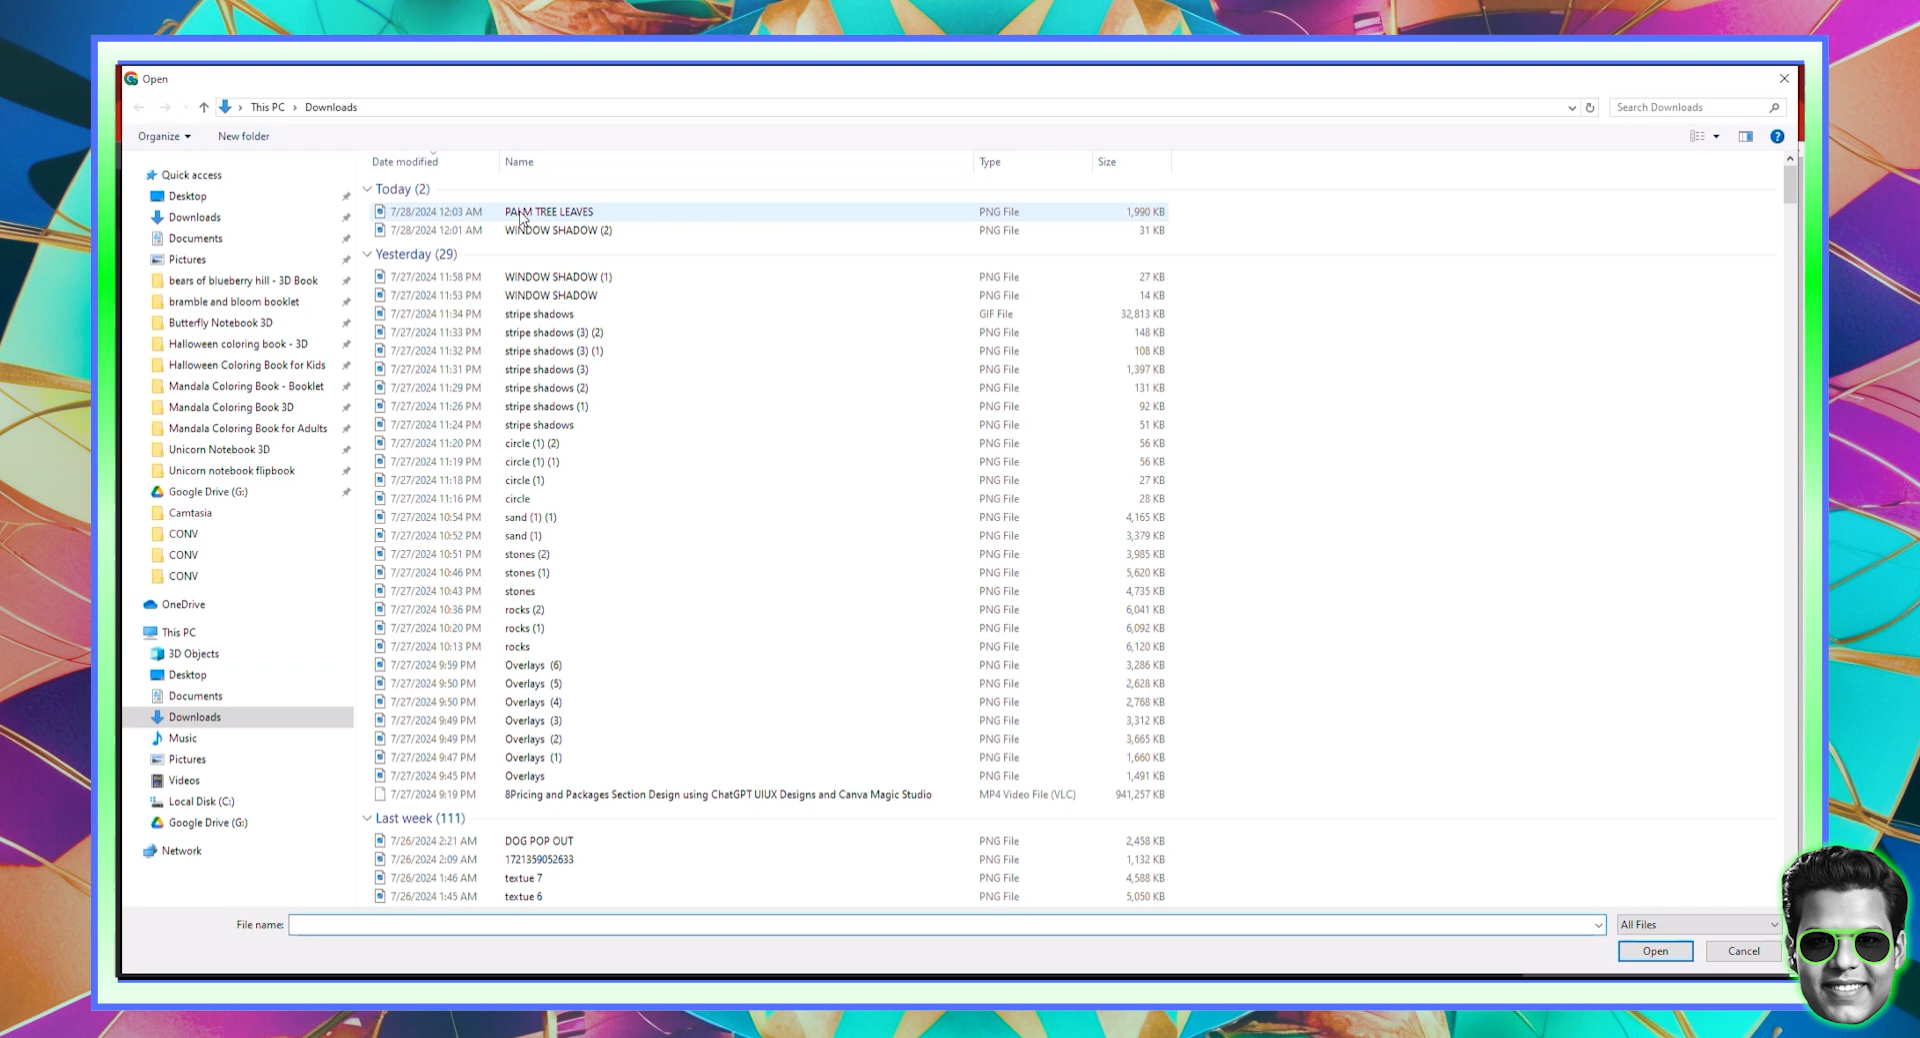 Open
This PC > Downloads
Search Downloads
Organize
New folder
Date modified Name Type Size
Quick access
Desktop
Downloads
Documents
Pictures
bears of blueberry hill - 3D Book
bramble and bloom booklet
Butterfly Notebook 3D
Halloween coloring book - 3D
Halloween Coloring Book for Kids
Mandala Coloring Book - Booklet
Mandala Coloring Book 3D
Mandala Coloring Book for Adults
Unicorn Notebook 3D
Unicorn notebook flipbook
Google Drive (G:)
Camtasia
CONV
CONV
CONV
OneDrive
This PC
3D Objects
Desktop
Documents
Downloads
Music
Pictures
Videos
Local Disk (C:)
Google Drive (G:)
Network
Today (2)
7/28/2024 12:03 AM PALM TREE LEAVES PNG File 1,990 KB
7/28/2024 12:01 AM WINDOW SHADOW (2) PNG File 31 KB
Yesterday (29)
7/27/2024 11:58 PM WINDOW SHADOW (1) PNG File 27 KB
7/27/2024 11:53 PM WINDOW SHADOW PNG File 14 KB
7/27/2024 11:34 PM stripe shadows GIF File 32,813 KB
7/27/2024 11:33 PM stripe shadows (3) (2) PNG File 148 KB
7/27/2024 11:32 PM stripe shadows (3) (1) PNG File 108 KB
7/27/2024 11:31 PM stripe shadows (3) PNG File 1,397 KB
7/27/2024 11:29 PM stripe shadows (2) PNG File 131 KB
7/27/2024 11:26 PM stripe shadows (1) PNG File 92 KB
7/27/2024 11:24 PM stripe shadows PNG File 51 KB
7/27/2024 11:20 PM circle (1) (2) PNG File 56 KB
7/27/2024 11:19 PM circle (1) (1) PNG File 56 KB
7/27/2024 11:18 PM circle (1) PNG File 27 KB
7/27/2024 11:16 PM circle PNG File 28 KB
7/27/2024 10:54 PM sand (1) (1) PNG File 4,165 KB
7/27/2024 10:52 PM sand (1) PNG File 3,379 KB
7/27/2024 10:51 PM stones (2) PNG File 3,985 KB
7/27/2024 10:46 PM stones (1) PNG File 5,620 KB
7/27/2024 10:43 PM stones PNG File 4,735 KB
7/27/2024 10:36 PM rocks (2) PNG File 6,041 KB
7/27/2024 10:20 PM rocks (1) PNG File 6,092 KB
7/27/2024 10:13 PM rocks PNG File 6,120 KB
7/27/2024 9:59 PM Overlays (6) PNG File 3,286 KB
7/27/2024 9:50 PM Overlays (5) PNG File 2,628 KB
7/27/2024 9:50 PM Overlays (4) PNG File 2,768 KB
7/27/2024 9:49 PM Overlays (3) PNG File 3,312 KB
7/27/2024 9:49 PM Overlays (2) PNG File 3,665 KB
7/27/2024 9:47 PM Overlays (1) PNG File 1,660 KB
7/27/2024 9:45 PM Overlays PNG File 1,491 KB
7/27/2024 9:19 PM 8Pricing and Packages Section Design using ChatGPT UIUX Designs and Canva Magic Studio MP4 Video File (VLC) 941,257 KB
Last week (111)
7/26/2024 2:21 AM DOG POP OUT PNG File 2,458 KB
7/26/2024 2:09 AM 1721359052633 PNG File 1,132 KB
7/26/2024 1:46 AM textue 7 PNG File 4,588 KB
7/26/2024 1:45 AM textue 6 PNG File 5,050 KB
File name:
All Files
Open
Cancel